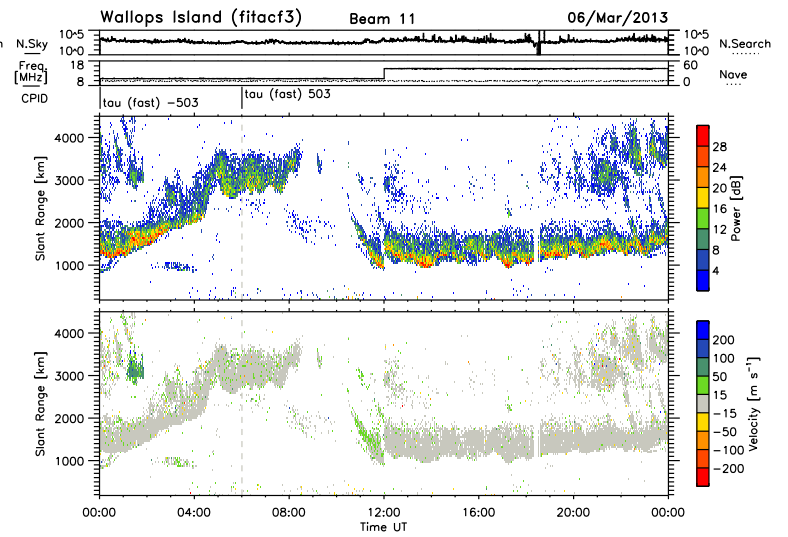 Wallops Island (fitacf3) Beam 11 06/Mar/2013
n N.Sky 10^5 10^0 10^5 10^0 N.Search
Freq. [MHz] 18 8 60 0 Nave
CPID tau (fast) -503 tau (fast) 503
Slant Range [km] 4000 3000 2000 1000
28 24 20 16 12 8 4 Power [dB]
Slant Range [km] 4000 3000 2000 1000
200 100 50 15 -15 -50 -100 -200 Velocity [m s⁻¹]
00:00 04:00 08:00 12:00 16:00 20:00 00:00
Time UT